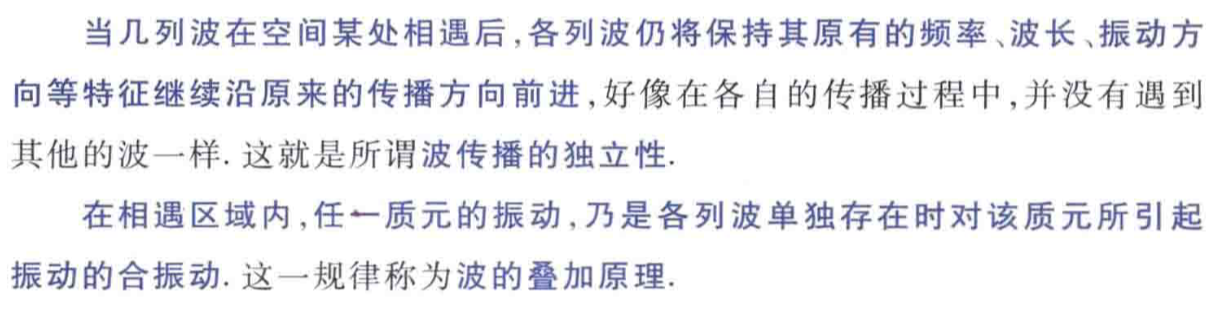 当几列波在空间某处相遇后,各列波仍将保持其原有的频率、波长、振动方
向等特征继续沿原来的传播方向前进,好像在各自的传播过程中,并没有遇到
其他的波一样. 这就是所谓波传播的独立性.
在相遇区域内,任一质元的振动,乃是各列波单独存在时对该质元所引起
振动的合振动. 这一规律称为波的叠加原理.